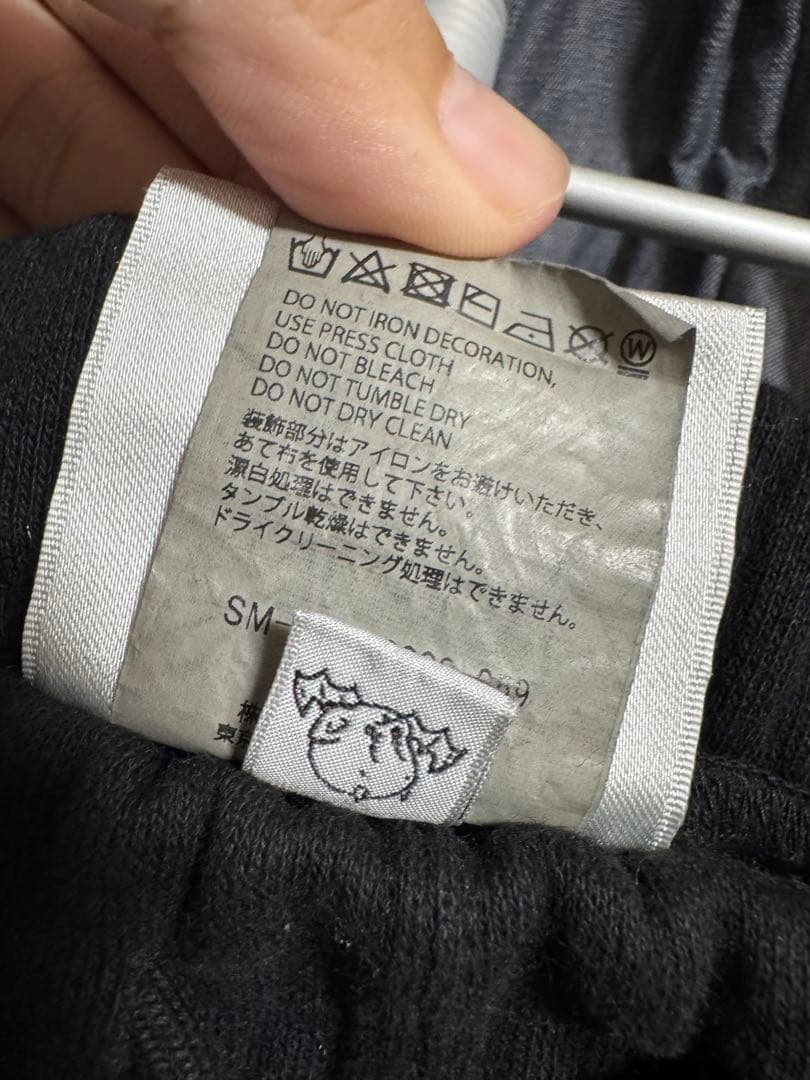 DO NOT IRON DECORATION,
USE PRESS CLOTH
DO NOT BLEACH
DO NOT TUMBLE DRY
DO NOT DRY CLEAN
装飾部分はアイロンをお避けいただき、
あて布を使用して下さい。
漂白処理はできません。
タンブル乾燥はできません。
ドライクリーニング処理はできません。
SM-
株
東京
W